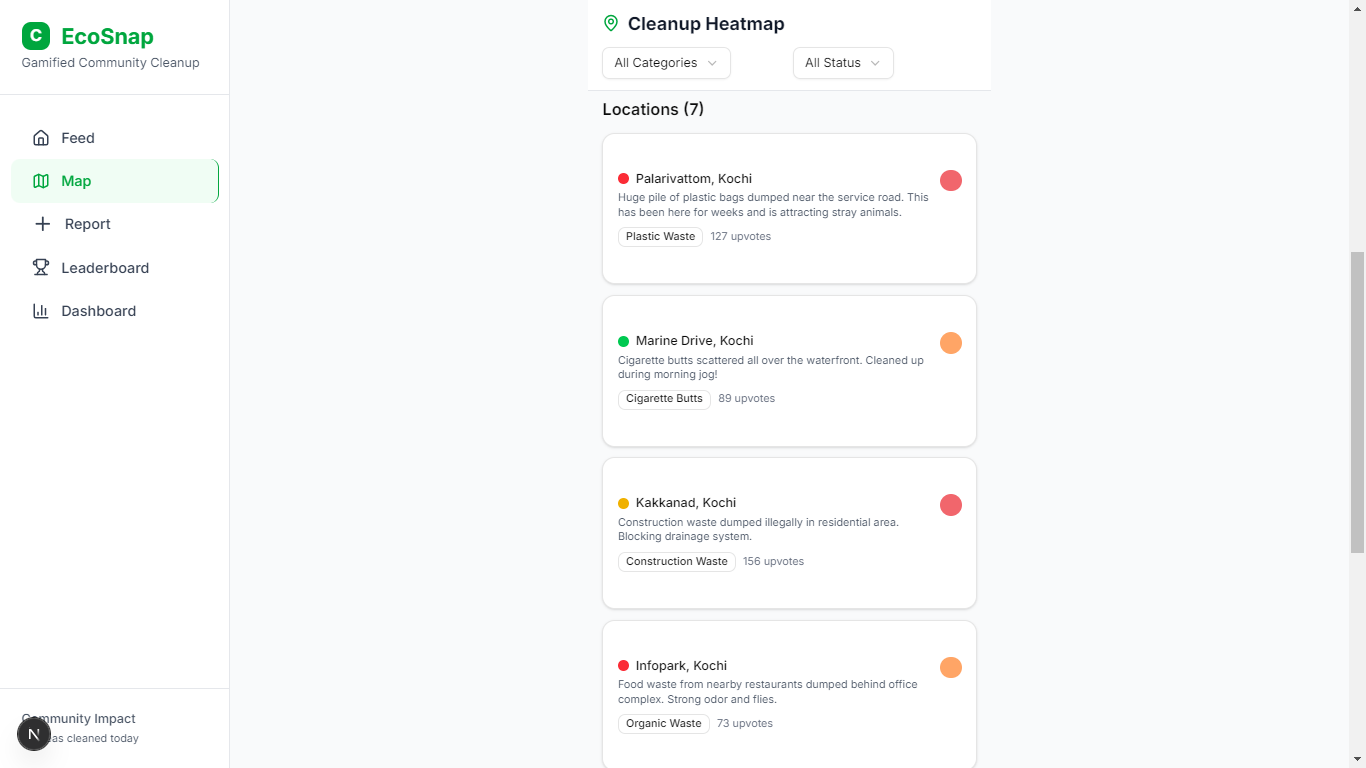 C EcoSnap
Gamified Community Cleanup
Feed
Map
Report
Leaderboard
Dashboard
Community Impact
as cleaned today
N
Cleanup Heatmap
All Categories
All Status
Locations (7)
Palarivattom, Kochi
Huge pile of plastic bags dumped near the service road. This
has been here for weeks and is attracting stray animals.
Plastic Waste 127 upvotes
Marine Drive, Kochi
Cigarette butts scattered all over the waterfront. Cleaned up
during morning jog!
Cigarette Butts 89 upvotes
Kakkanad, Kochi
Construction waste dumped illegally in residential area.
Blocking drainage system.
Construction Waste 156 upvotes
Infopark, Kochi
Food waste from nearby restaurants dumped behind office
complex. Strong odor and flies.
Organic Waste 73 upvotes